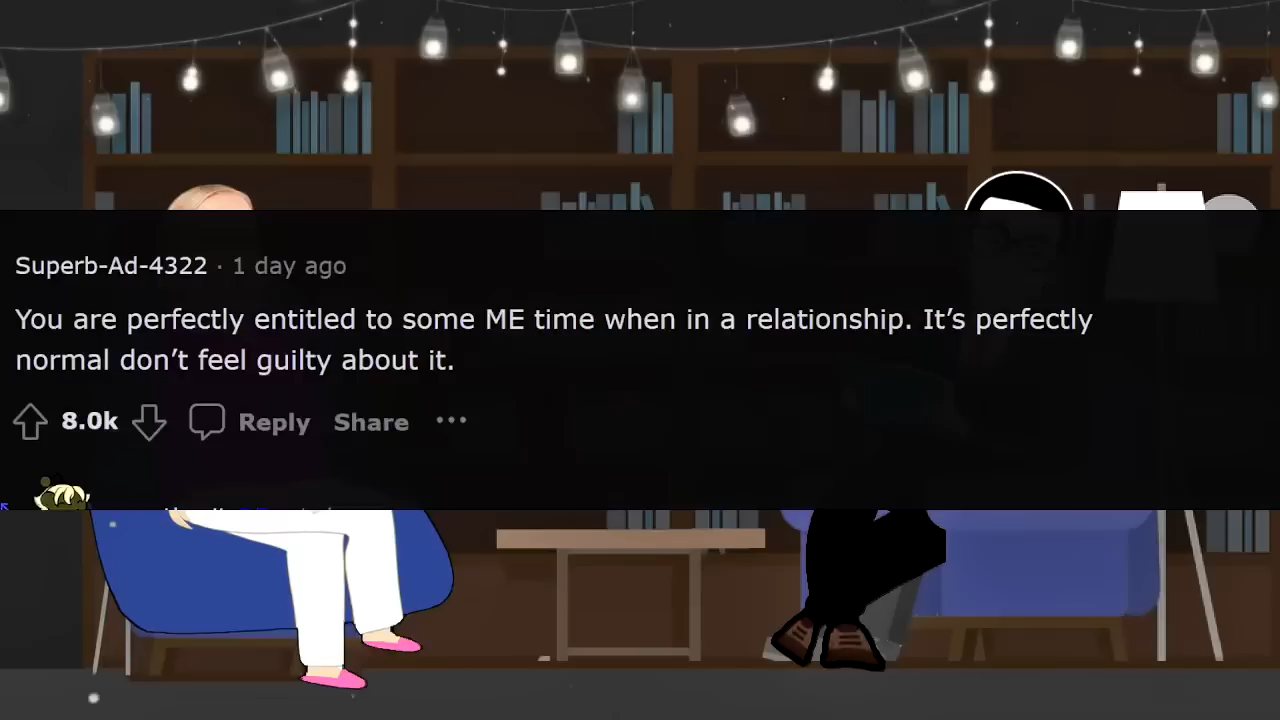 Superb-Ad-4322 · 1 day ago
You are perfectly entitled to some ME time when in a relationship. It’s perfectly
normal don’t feel guilty about it.
8.0k Reply Share ···